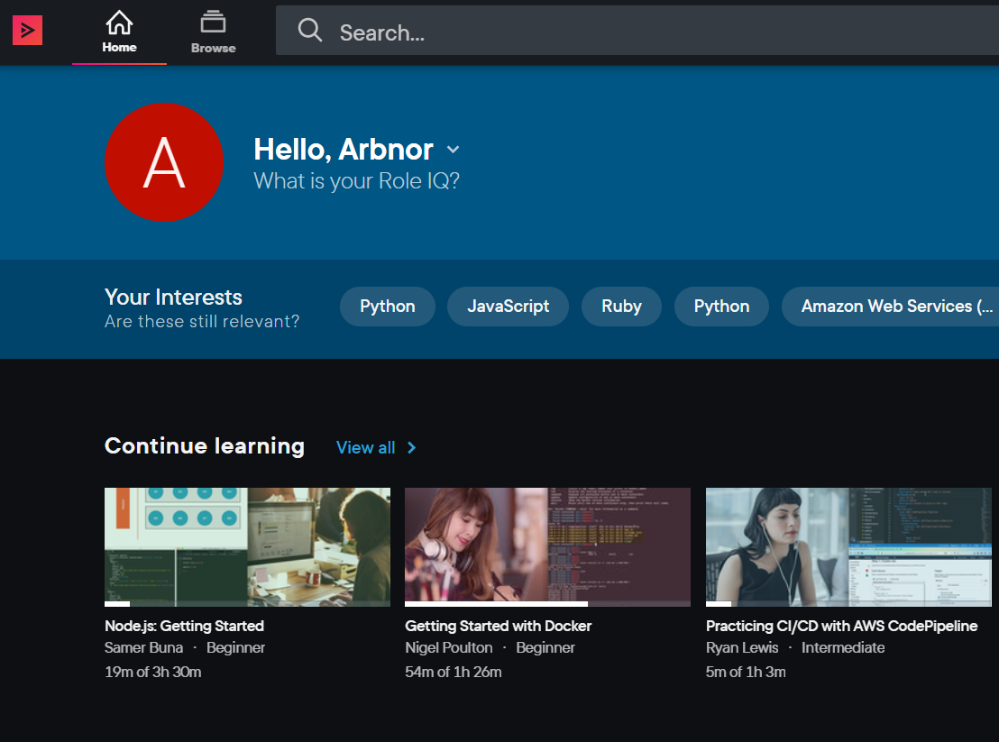 Home
Browse
Search...
A
Hello, Arbnor
What is your Role IQ?
Your Interests
Are these still relevant?
Python
JavaScript
Ruby
Python
Amazon Web Services (...
Continue learning
View all
Node.js: Getting Started
Samer Buna · Beginner
19m of 3h 30m
Getting Started with Docker
Nigel Poulton · Beginner
54m of 1h 26m
Practicing CI/CD with AWS CodePipeline
Ryan Lewis · Intermediate
5m of 1h 3m